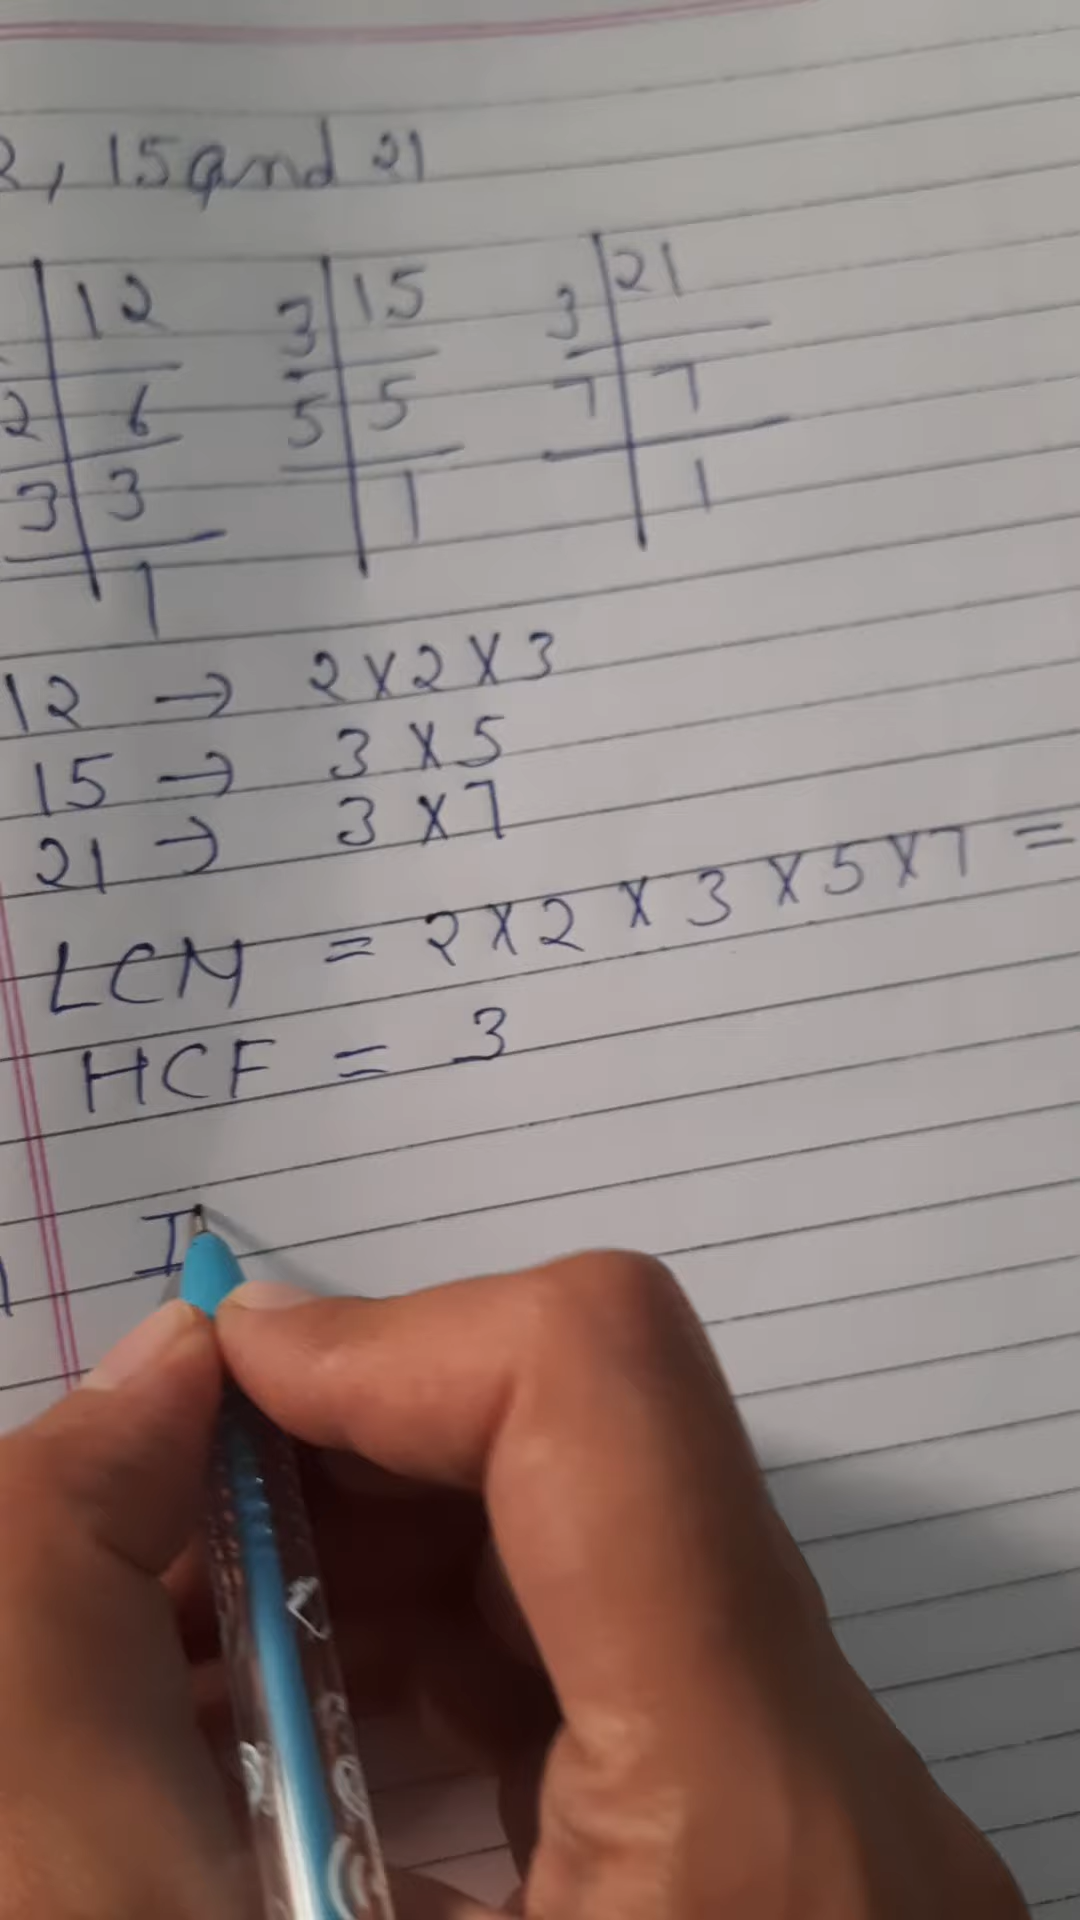 2, 15 and 21
12 3 15 3 21
2 6 5 5 7 7
3 3 1 1
1
12 → 2×2×3
15 → 3×5
21 → 3×7
LCM = 2×2×3×5×7 =
HCF = 3
I